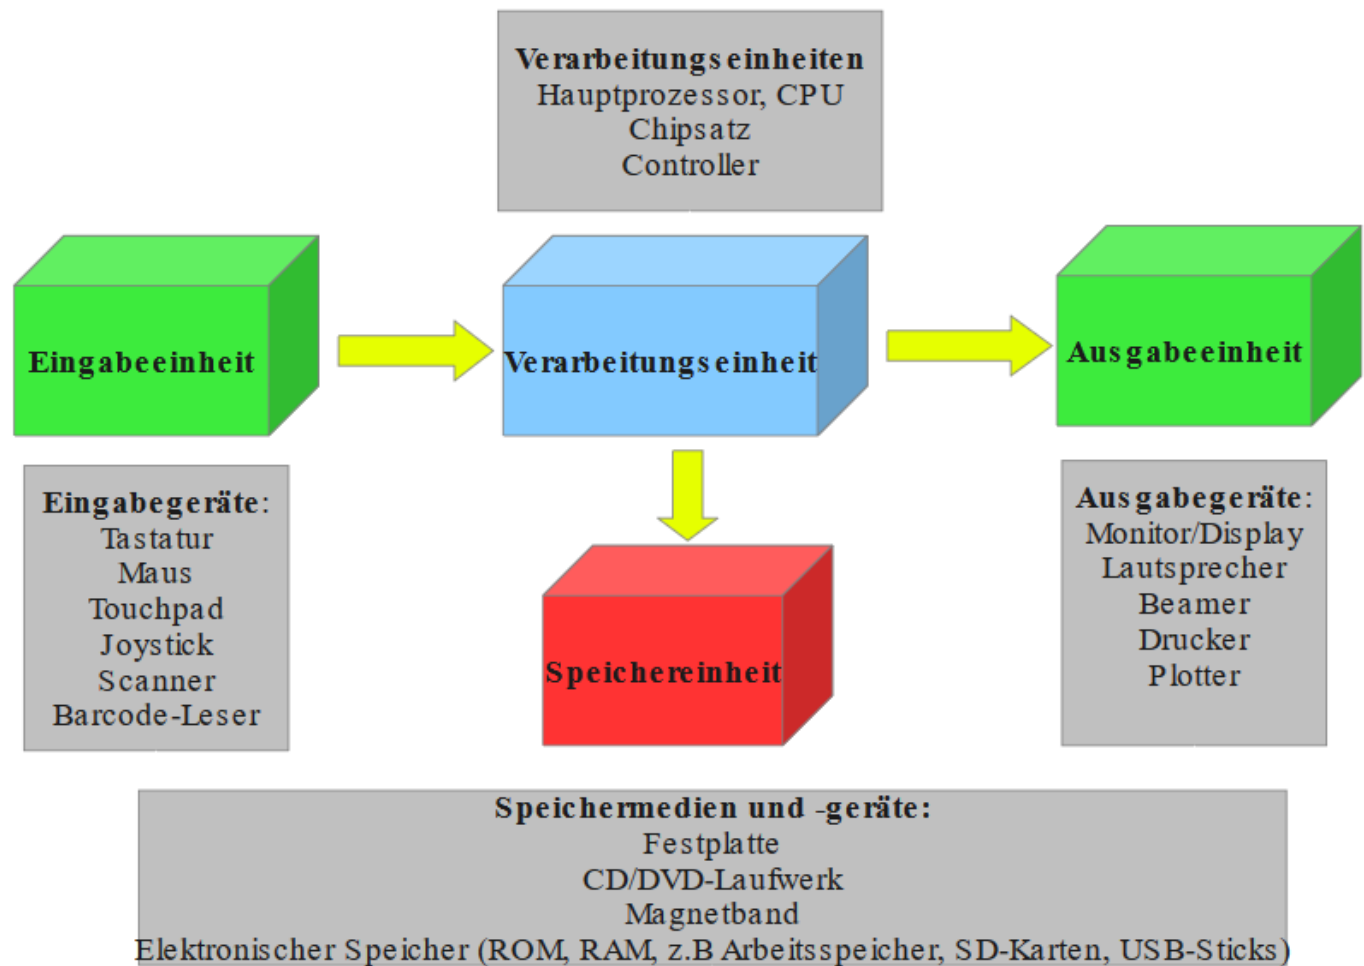 Verarbeitungseinheiten
Hauptprozessor, CPU
Chipsatz
Controller
Eingabeeinheit
Verarbeitungseinheit
Ausgabeeinheit
Eingabegeräte:
Tastatur
Maus
Touchpad
Joystick
Scanner
Barcode-Leser
Speichereinheit
Ausgabegeräte:
Monitor/Display
Lautsprecher
Beamer
Drucker
Plotter
Speichermedien und -geräte:
Festplatte
CD/DVD-Laufwerk
Magnetband
Elektronischer Speicher (ROM, RAM, z.B Arbeitsspeicher, SD-Karten, USB-Sticks)